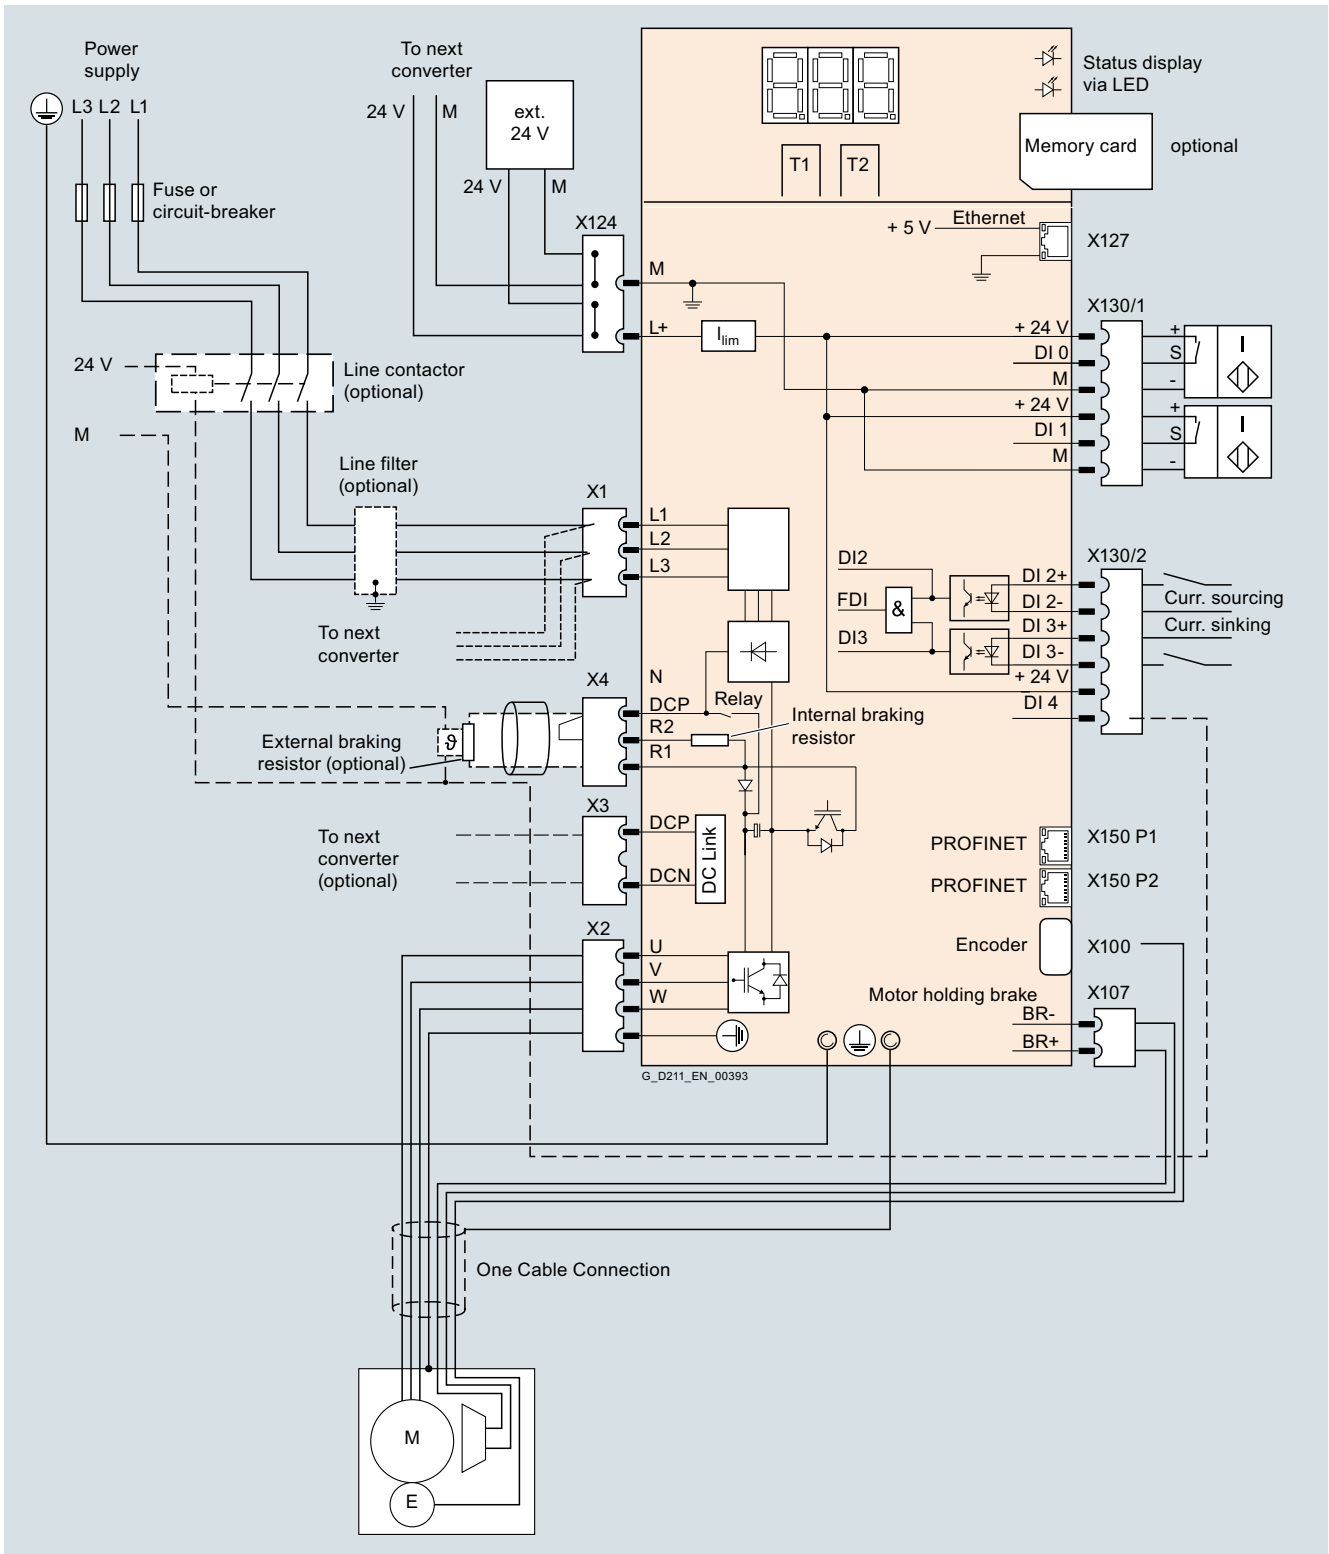 Power
supply
L3 L2 L1
Fuse or
circuit-breaker
To next
converter
24 V
M
ext.
24 V
24 V
M
X124
M
L+
Ilim
T1
T2
Status display
via LED
Memory card
optional
Ethernet
+ 5 V
X127
X130/1
+ 24 V
DI 0
M
+ 24 V
DI 1
M
+
S
-
I
+
S
-
I
24 V
Line contactor
(optional)
M
Line filter
(optional)
X1
L1
L2
L3
To next
converter
X130/2
DI2
FDI
&
DI3
DI 2+
DI 2-
DI 3+
DI 3-
+ 24 V
DI 4
Curr. sourcing
Curr. sinking
N
X4
DCP
R2
R1
Relay
Internal braking
resistor
ϑ
External braking
resistor (optional)
X3
DCP
DCN
DC Link
To next
converter
(optional)
PROFINET
X150 P1
PROFINET
X150 P2
Encoder
X100
X2
U
V
W
Motor holding brake
X107
BR-
BR+
G_D211_EN_00393
One Cable Connection
M
E